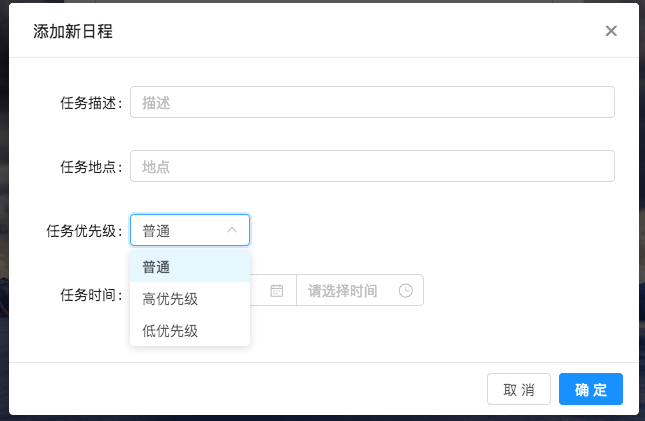 添加新日程
任务描述: 描述
任务地点: 地点
任务优先级: 普通
普通
高优先级
低优先级
任务时间: 请选择时间
取 消 确 定